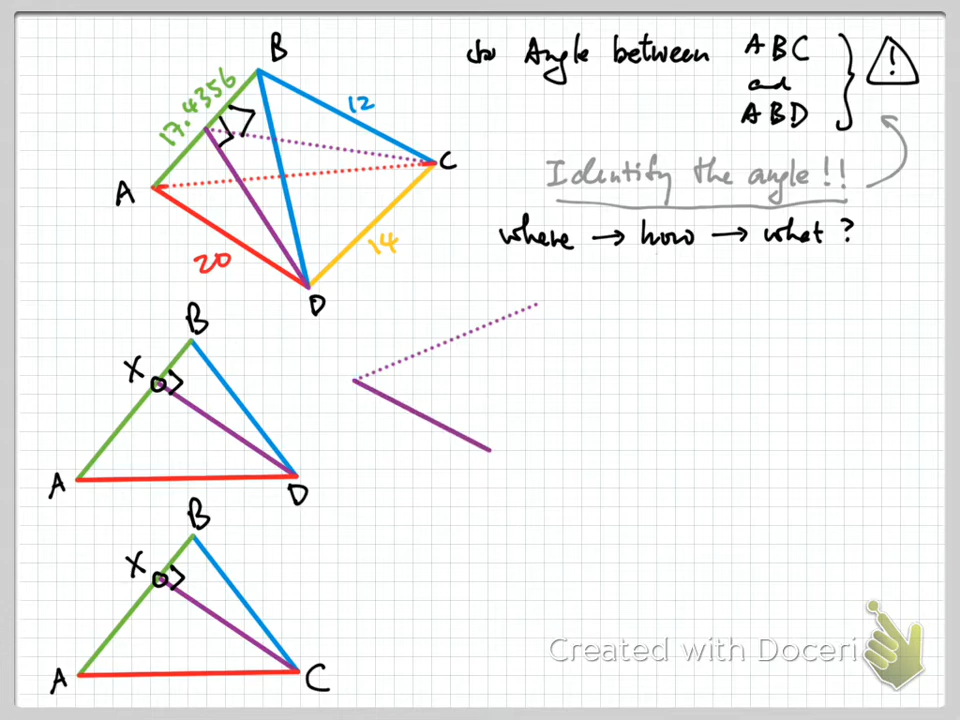 b) Angle between ABC
and
ABD
!
Identify the angle!!
where → how → what?
B
17.4356
12
C
A
20
14
D
B
X
A
D
B
X
A
C
Created with Doceri